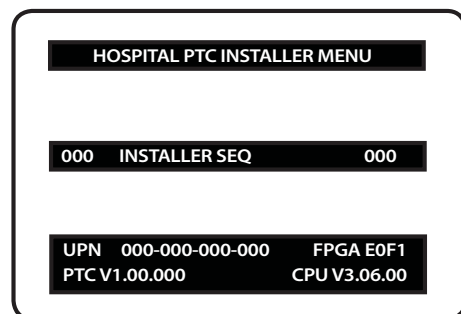 HOSPITAL PTC INSTALLER MENU
000 INSTALLER SEQ 000
UPN 000-000-000-000 FPGA E0F1
PTC V1.00.000 CPU V3.06.00